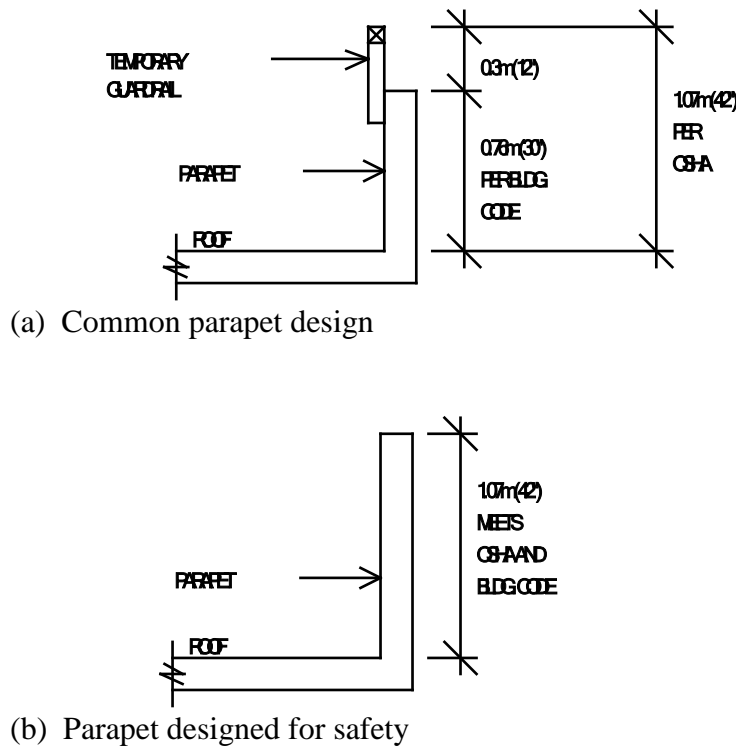 TEMPORARY
GUARDRAIL
0.3m(12")
1.07m(42")
PER
OSHA
0.76m(30")
PER BLDG
CODE
PARAPET
ROOF
(a) Common parapet design
1.07m(42")
MEETS
OSHA AND
BLDG CODE
PARAPET
ROOF
(b) Parapet designed for safety